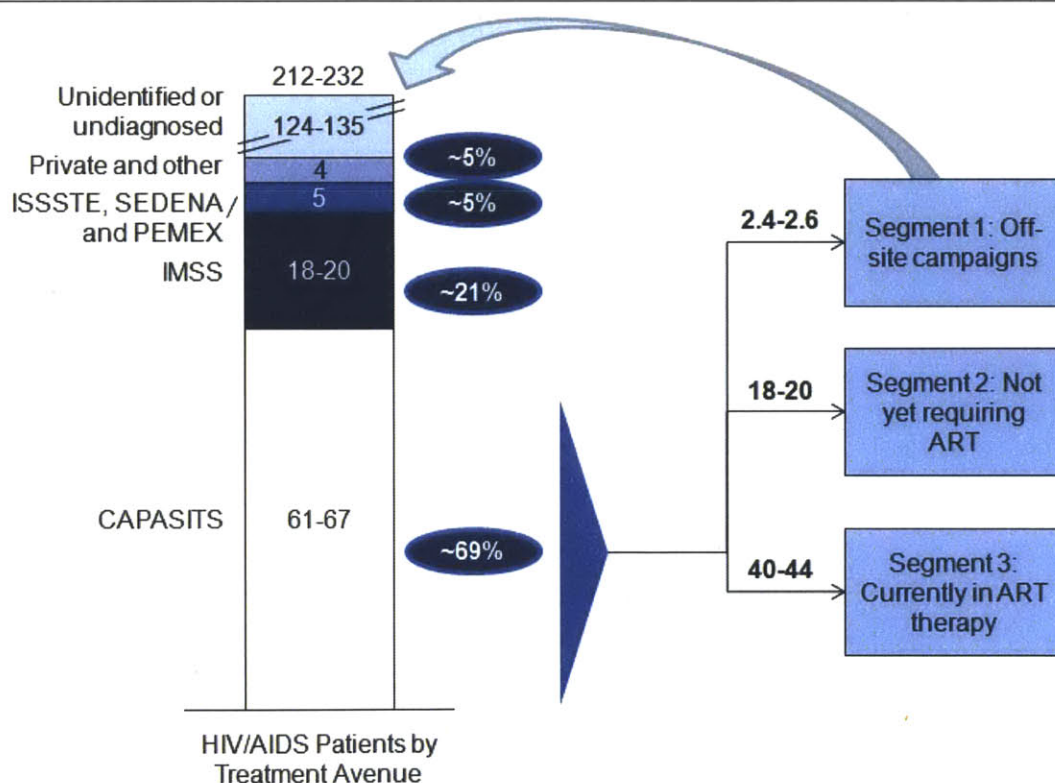 212-232
Unidentified or
undiagnosed
124-135
Private and other
4
~5%
ISSSTE, SEDENA /
and PEMEX
5
~5%
IMSS
18-20
~21%
CAPASITS
61-67
~69%
HIV/AIDS Patients by
Treatment Avenue
2.4-2.6
Segment 1: Off-
site campaigns
18-20
Segment 2: Not
yet requiring
ART
40-44
Segment 3:
Currently in ART
therapy